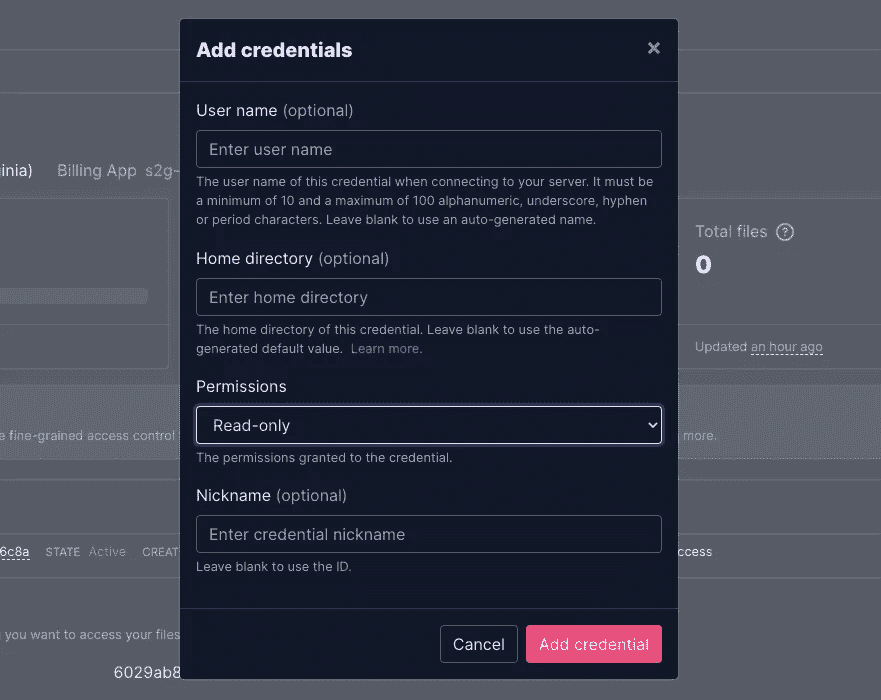 Add credentials
×
User name (optional)
Enter user name
The user name of this credential when connecting to your server. It must be
a minimum of 10 and a maximum of 100 alphanumeric, underscore, hyphen
or period characters. Leave blank to use an auto-generated name.
Home directory (optional)
Enter home directory
The home directory of this credential. Leave blank to use the auto-
generated default value. Learn more.
Permissions
Read-only
The permissions granted to the credential.
Nickname (optional)
Enter credential nickname
Leave blank to use the ID.
Cancel
Add credential
inia) Billing App s2g-
Total files ?
0
Updated an hour ago
e fine-grained access control
more.
6c8a STATE Active CREAT
ccess
you want to access your files
6029ab8